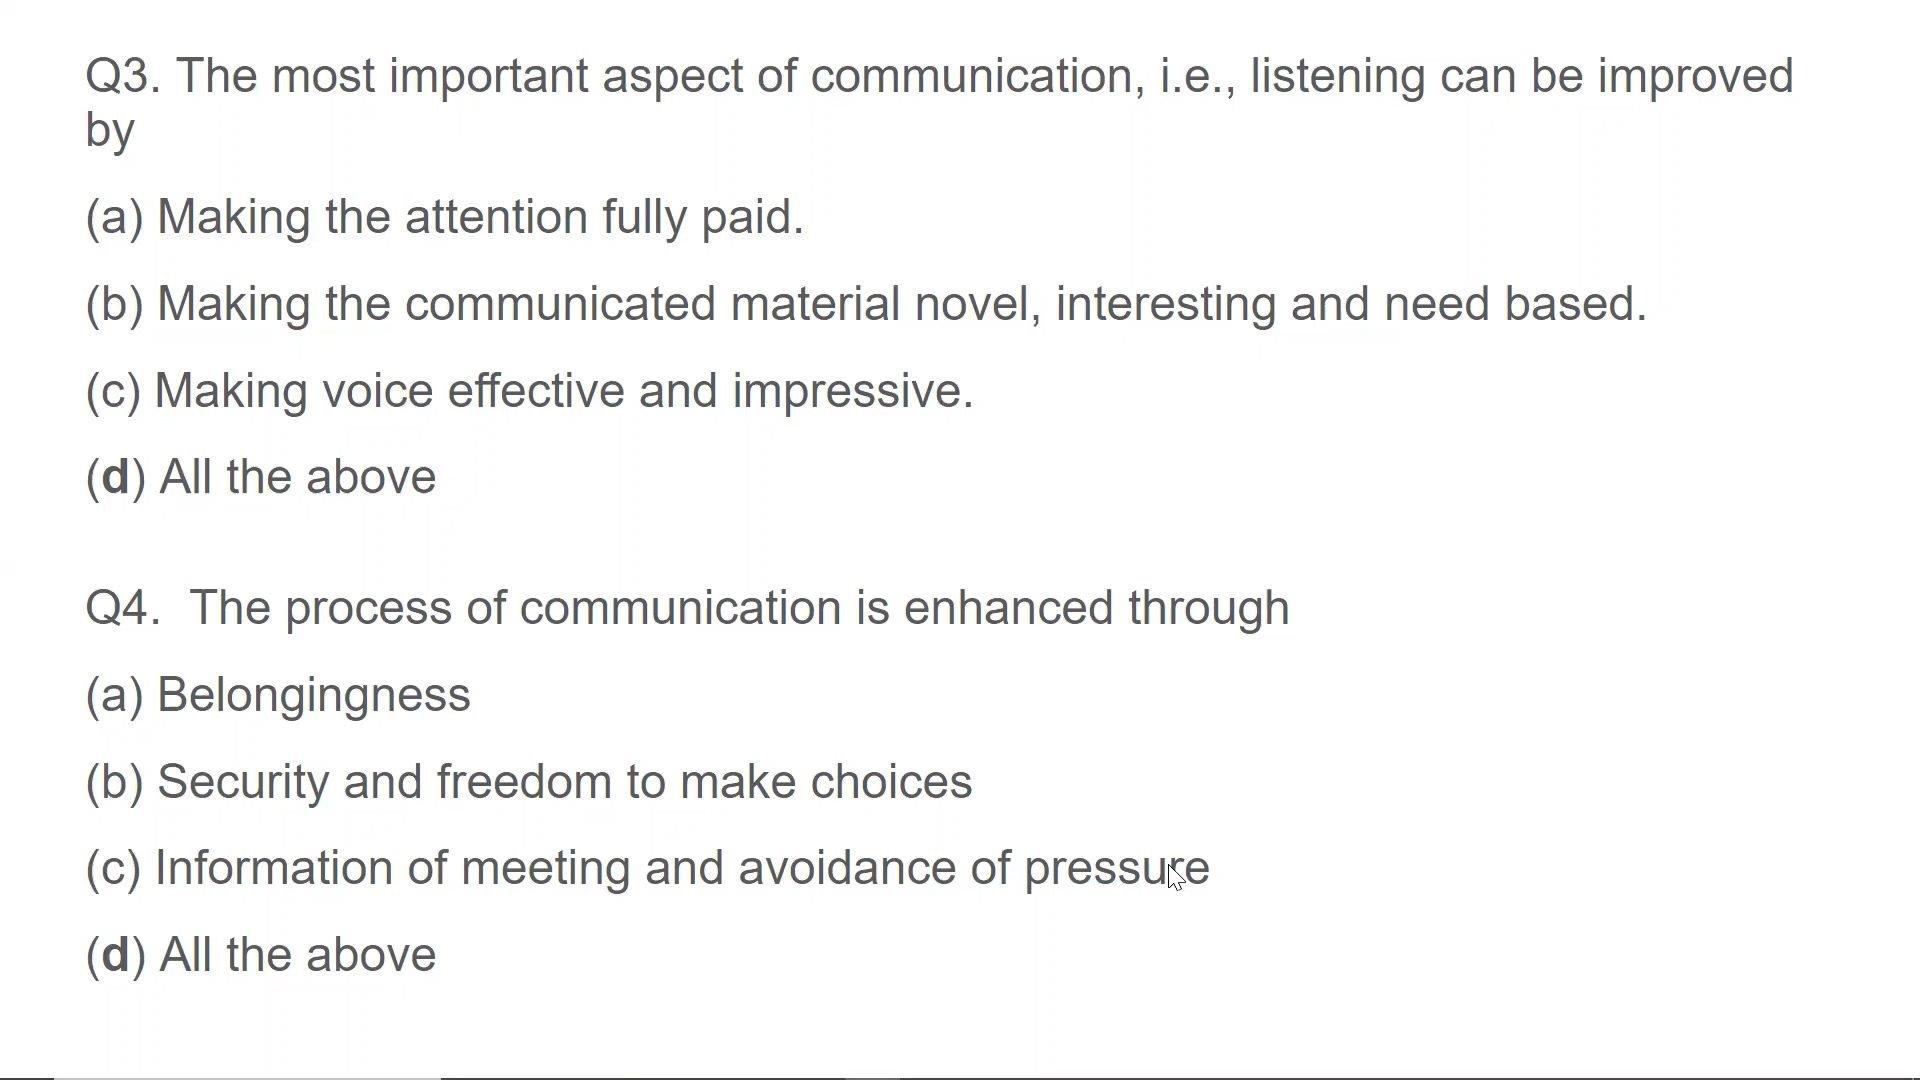 Q3. The most important aspect of communication, i.e., listening can be improved
by
(a) Making the attention fully paid.
(b) Making the communicated material novel, interesting and need based.
(c) Making voice effective and impressive.
(d) All the above
Q4.  The process of communication is enhanced through
(a) Belongingness
(b) Security and freedom to make choices
(c) Information of meeting and avoidance of pressure
(d) All the above